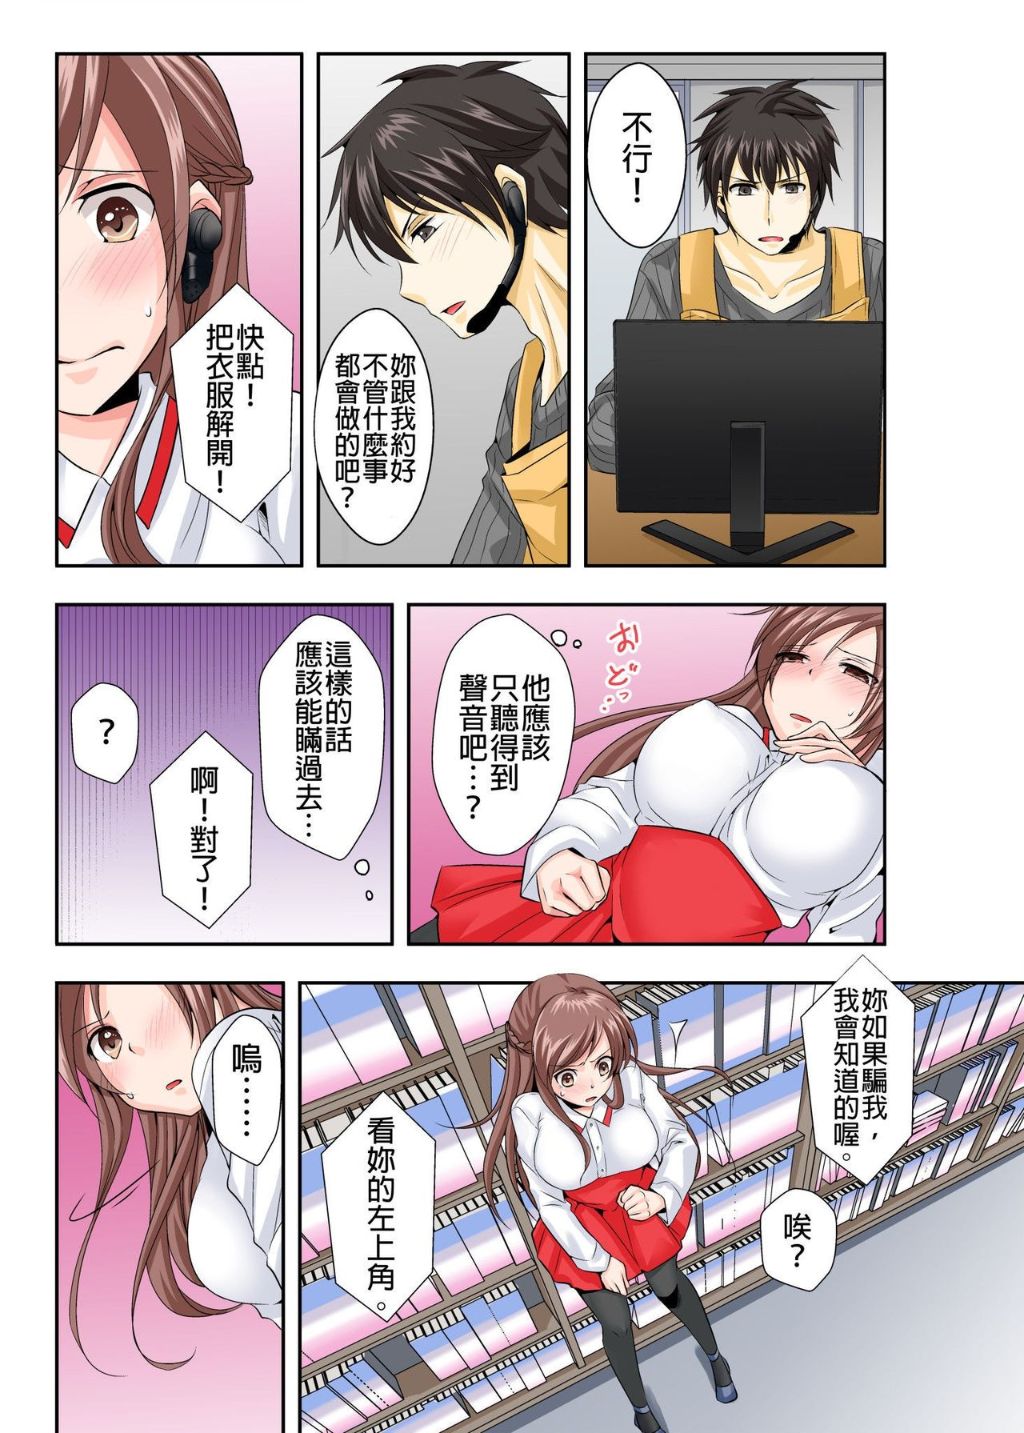 不行！
妳跟我約好
不管什麼事
都會做的吧？
快點！
把衣服解開！
おどっ
他應該
只聽得到
聲音吧…？
這樣的話
應該能瞞過去…
啊！對了！
？
妳如果騙我，
我會知道的喔。
唉？
看妳的左上角。
嗚……